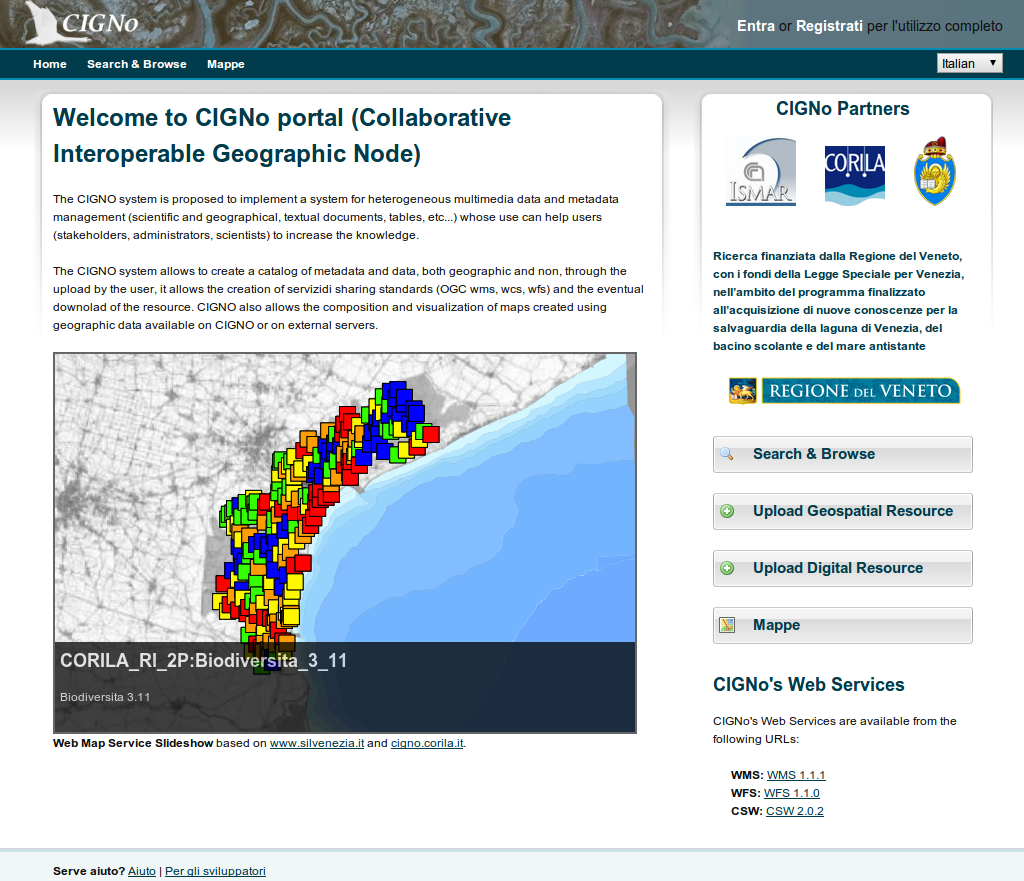 CIGNo
Entra or Registrati per l'utilizzo completo
Home Search & Browse Mappe
Italian
Welcome to CIGNo portal (Collaborative
Interoperable Geographic Node)
The CIGNO system is proposed to implement a system for heterogeneous multimedia data and metadata
management (scientific and geographical, textual documents, tables, etc...) whose use can help users
(stakeholders, administrators, scientists) to increase the knowledge.
The CIGNO system allows to create a catalog of metadata and data, both geographic and non, through the
upload by the user, it allows the creation of servizidi sharing standards (OGC wms, wcs, wfs) and the eventual
downolad of the resource. CIGNO also allows the composition and visualization of maps created using
geographic data available on CIGNO or on external servers.
CORILA_RI_2P:Biodiversita_3_11
Biodiversita 3.11
Web Map Service Slideshow based on www.silvenezia.it and cigno.corila.it.
CIGNo Partners
ISMAR
CORILA
Ricerca finanziata dalla Regione del Veneto,
con i fondi della Legge Speciale per Venezia,
nell'ambito del programma finalizzato
all'acquisizione di nuove conoscenze per la
salvaguardia della laguna di Venezia, del
bacino scolante e del mare antistante
REGIONE DEL VENETO
Search & Browse
Upload Geospatial Resource
Upload Digital Resource
Mappe
CIGNo's Web Services
CIGNo's Web Services are available from the
following URLs:
WMS: WMS 1.1.1
WFS: WFS 1.1.0
CSW: CSW 2.0.2
Serve aiuto? Aiuto | Per gli sviluppatori